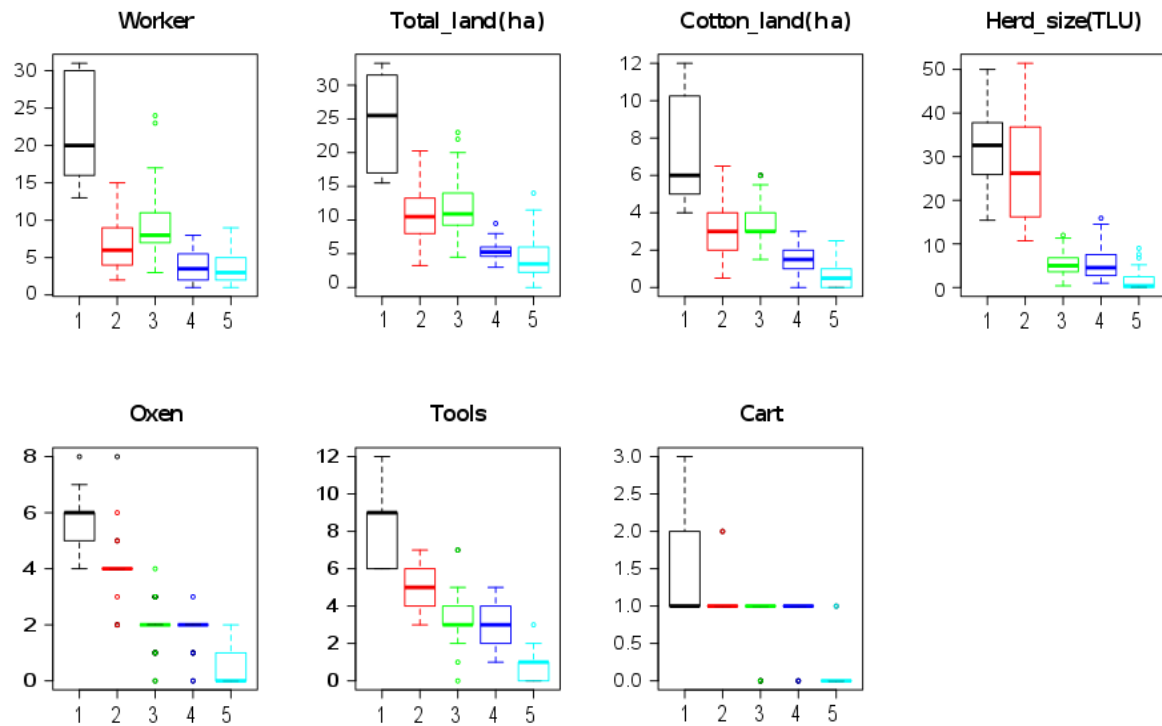 Worker Total_land(ha) Cotton_land(ha) Herd_size(TLU)
30 30 12 50
25 25 10 40
20 20 8 30
15 15 6 20
10 10 4 10
5 5 2 0
0 0 0
1 2 3 4 5 1 2 3 4 5 1 2 3 4 5 1 2 3 4 5
Oxen Tools Cart
8 12 3.0
6 10 2.5
4 8 2.0
2 6 1.5
0 4 1.0
2 0.5
0 0.0
1 2 3 4 5 1 2 3 4 5 1 2 3 4 5